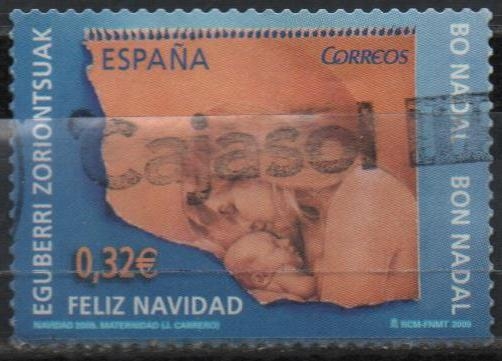 ESPAÑA
CORREOS
EGUBERRI ZORIONTSUAK
BO NADAL BON NADAL
Cajasol
0,32€
FELIZ NAVIDAD
NAVIDAD 2009. MATERNIDAD (J. CARRERO)
RCM-FNMT 2009